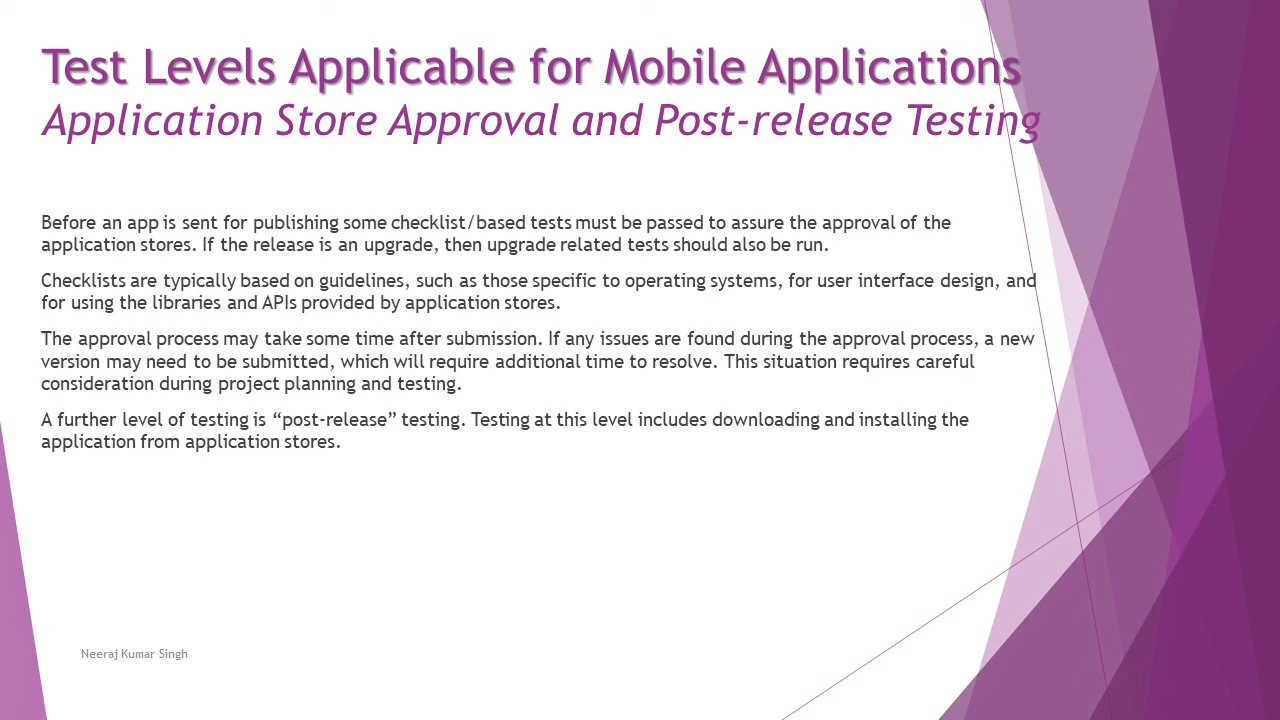 Test Levels Applicable for Mobile Applications
Application Store Approval and Post-release Testing
Before an app is sent for publishing some checklist/based tests must be passed to assure the approval of the
application stores. If the release is an upgrade, then upgrade related tests should also be run.
Checklists are typically based on guidelines, such as those specific to operating systems, for user interface design, and
for using the libraries and APIs provided by application stores.
The approval process may take some time after submission. If any issues are found during the approval process, a new
version may need to be submitted, which will require additional time to resolve. This situation requires careful
consideration during project planning and testing.
A further level of testing is “post-release” testing. Testing at this level includes downloading and installing the
application from application stores.
Neeraj Kumar Singh